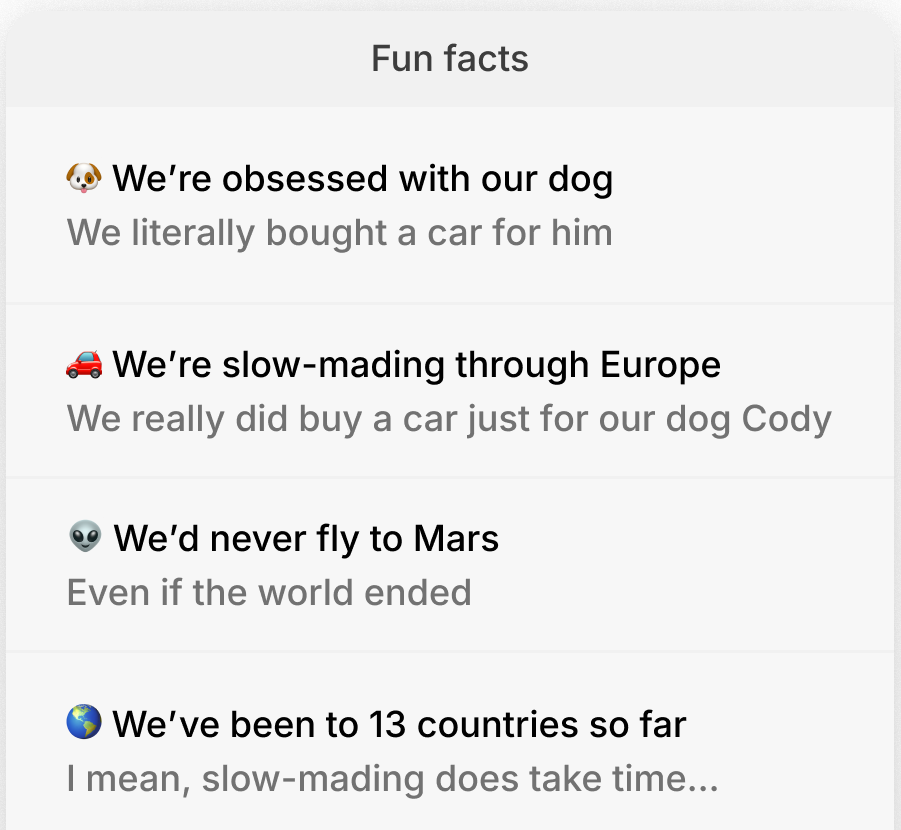 Fun facts
🐶 We’re obsessed with our dog
We literally bought a car for him
🚗 We’re slow-mading through Europe
We really did buy a car just for our dog Cody
👽 We’d never fly to Mars
Even if the world ended
🌎 We’ve been to 13 countries so far
I mean, slow-mading does take time...